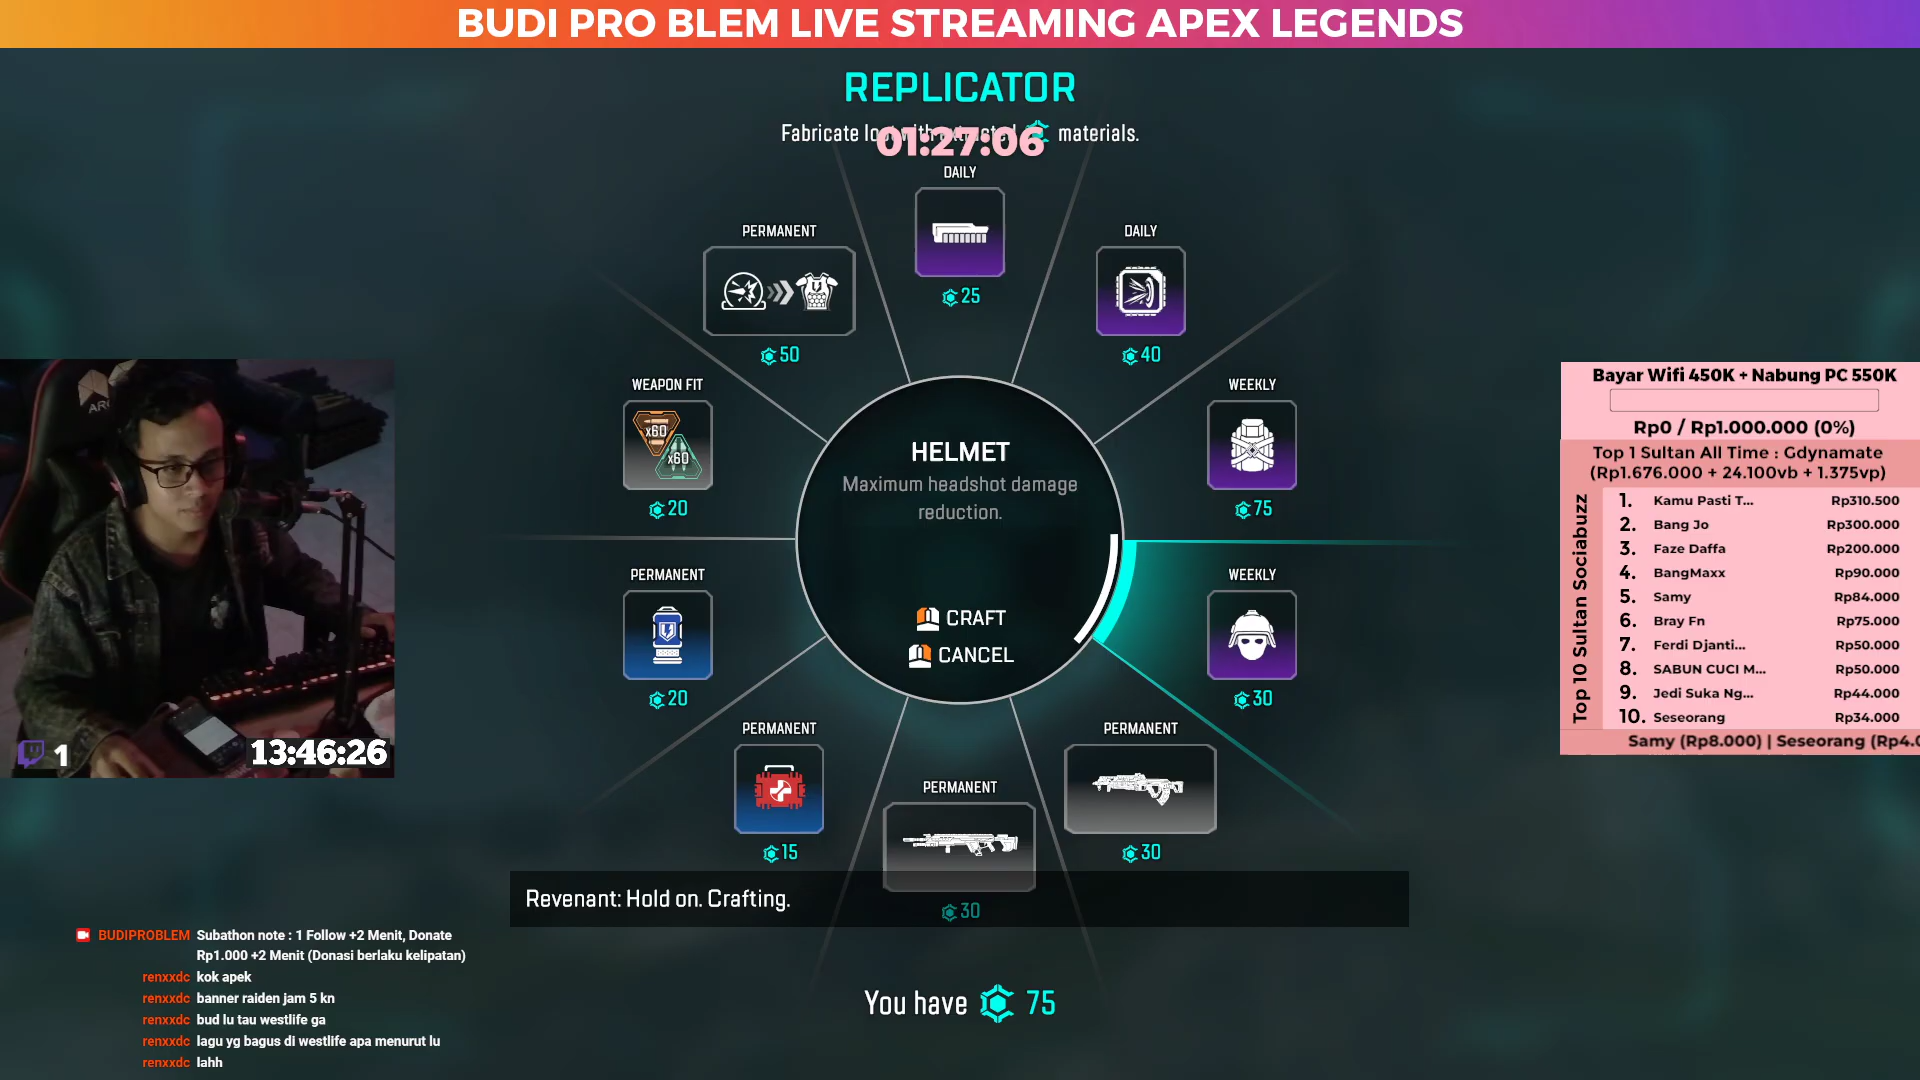 BUDI PRO BLEM LIVE STREAMING APEX LEGENDS
REPLICATOR
Fabricate loot with extracted materials.
01:27:06
DAILY
25
PERMANENT
50
DAILY
40
WEAPON FIT
x60
x60
20
WEEKLY
75
HELMET
Maximum headshot damage
reduction.
CRAFT
CANCEL
PERMANENT
20
WEEKLY
30
PERMANENT
15
PERMANENT
30
PERMANENT
30
Revenant: Hold on. Crafting.
You have 75
1
13:46:26
Bayar Wifi 450K + Nabung PC 550K
Rp0 / Rp1.000.000 (0%)
Top 1 Sultan All Time : Gdynamate
(Rp1.676.000 + 24.100vb + 1.375vp)
Top 10 Sultan Sociabuzz
1. Kamu Pasti T... Rp310.500
2. Bang Jo Rp300.000
3. Faze Daffa Rp200.000
4. BangMaxx Rp90.000
5. Samy Rp84.000
6. Bray Fn Rp75.000
7. Ferdi Djanti... Rp50.000
8. SABUN CUCI M... Rp50.000
9. Jedi Suka Ng... Rp44.000
10. Seseorang Rp34.000
Samy (Rp8.000) | Seseorang (Rp4.0
BUDIPROBLEM Subathon note : 1 Follow +2 Menit, Donate
Rp1.000 +2 Menit (Donasi berlaku kelipatan)
renxxdc kok apek
renxxdc banner raiden jam 5 kn
renxxdc bud lu tau westlife ga
renxxdc lagu yg bagus di westlife apa menurut lu
renxxdc lahh